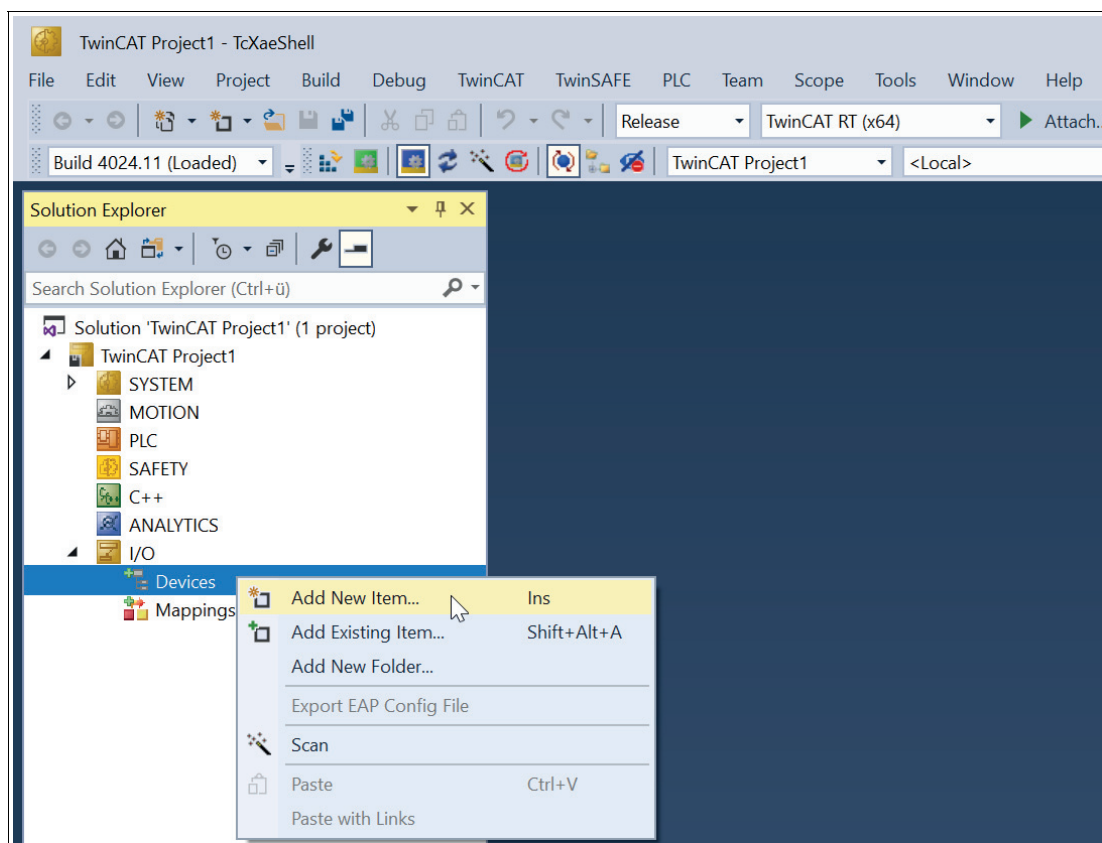 TwinCAT Project1 - TcXaeShell
File Edit View Project Build Debug TwinCAT TwinSAFE PLC Team Scope Tools Window Help
Release TwinCAT RT (x64) Attach..
Build 4024.11 (Loaded) TwinCAT Project1 <Local>
Solution Explorer
Search Solution Explorer (Ctrl+ü)
Solution 'TwinCAT Project1' (1 project)
TwinCAT Project1
SYSTEM
MOTION
PLC
SAFETY
C++
ANALYTICS
I/O
Devices
Mappings
Add New Item... Ins
Add Existing Item... Shift+Alt+A
Add New Folder...
Export EAP Config File
Scan
Paste Ctrl+V
Paste with Links